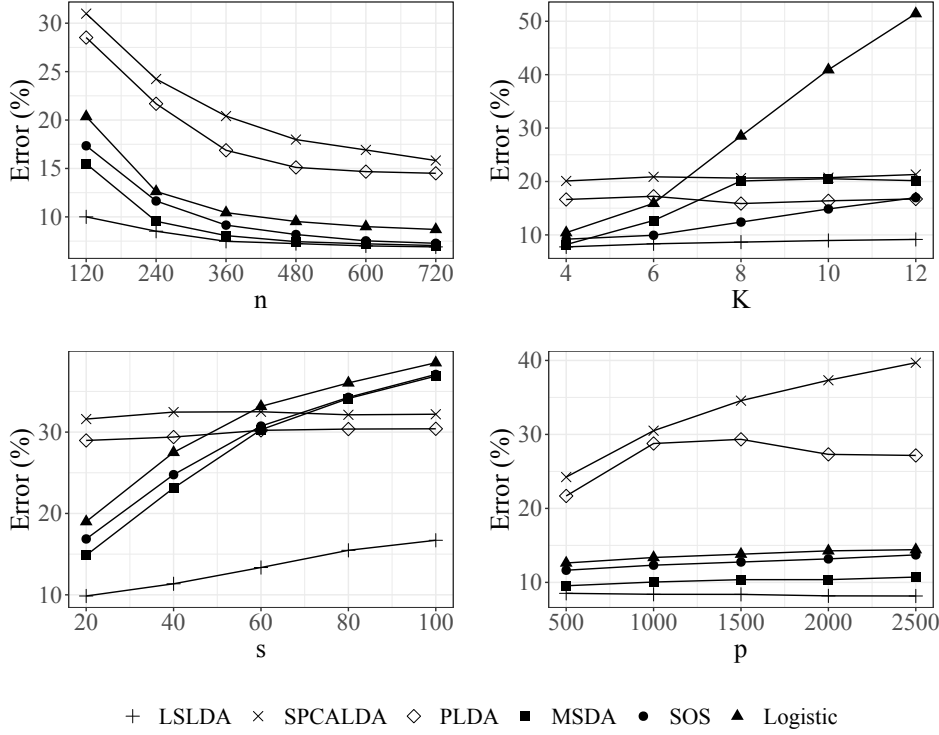 30
25
20
15
10
Error (%)
120 240 360 480 600 720
n
50
40
30
20
10
Error (%)
4 6 8 10 12
K
30
20
10
Error (%)
20 40 60 80 100
s
40
30
20
10
Error (%)
500 1000 1500 2000 2500
p
LSLDA SPCALDA PLDA MSDA SOS Logistic